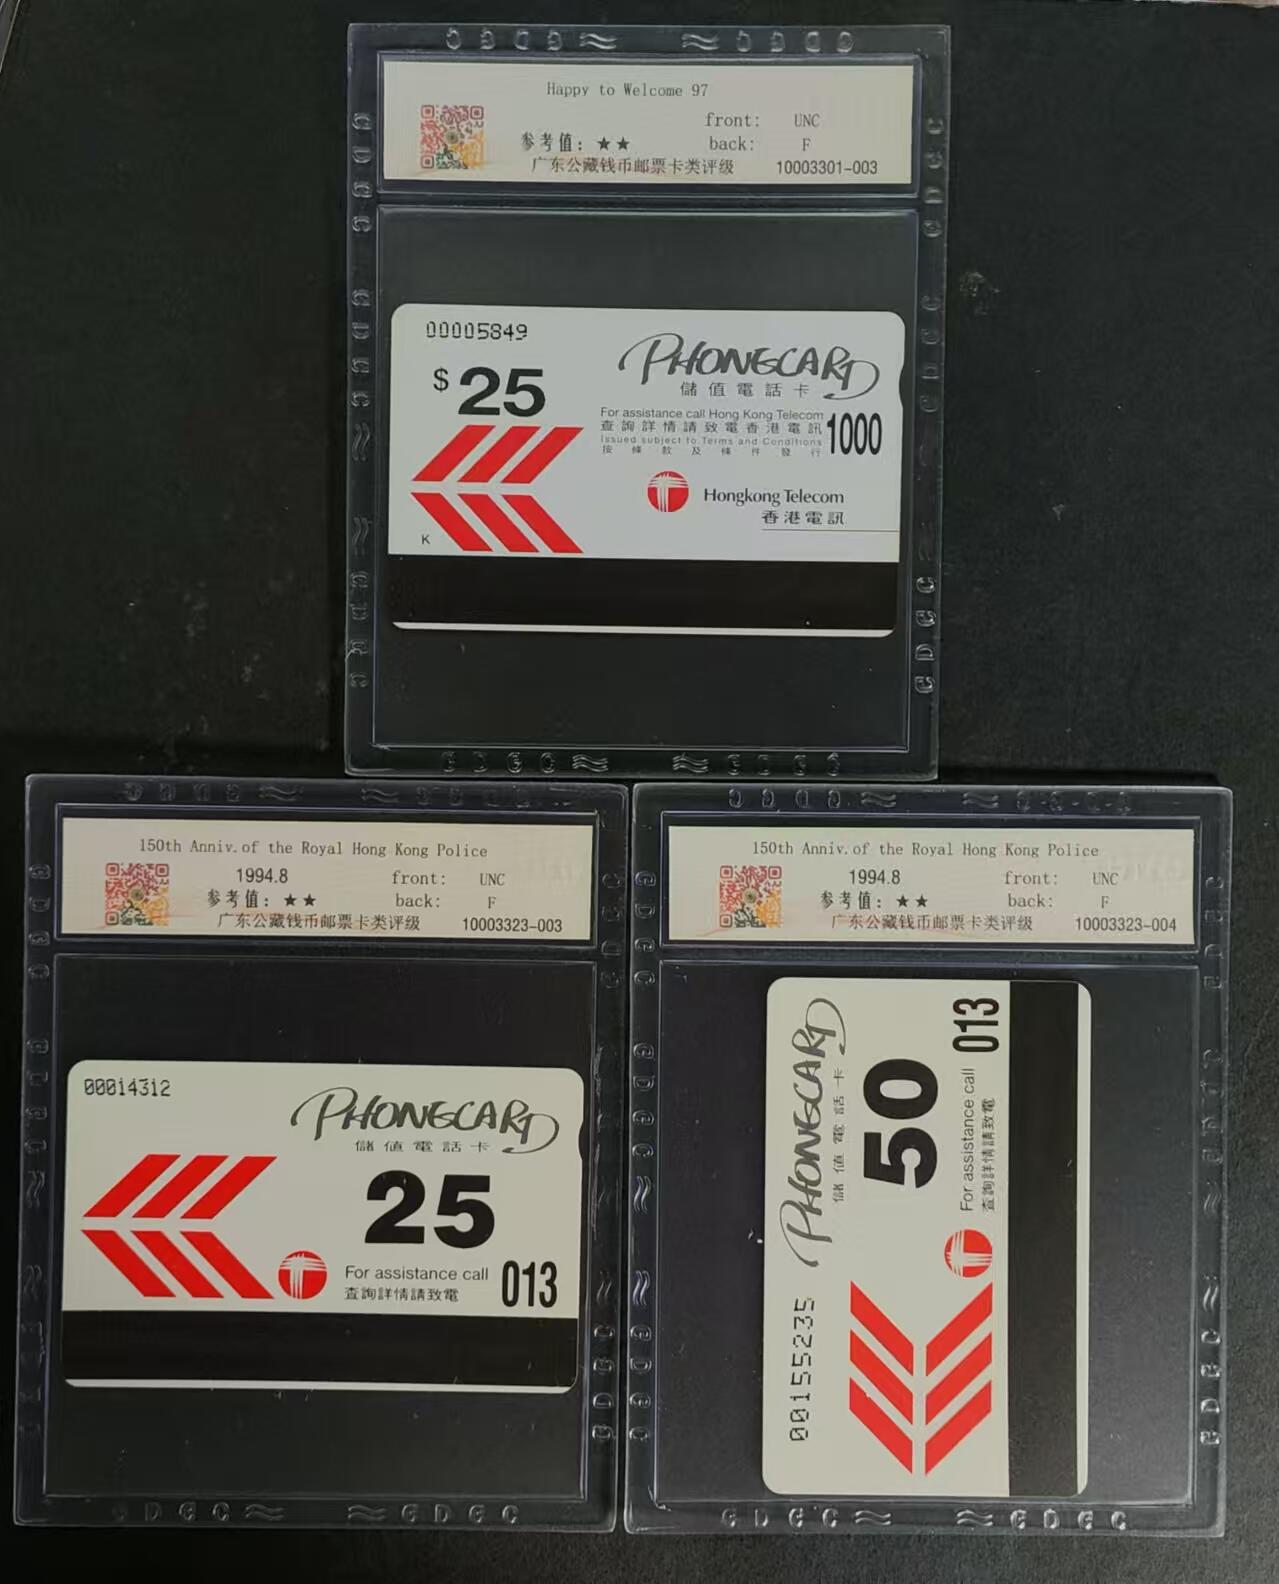 Happy to Welcome 97
front: UNC
参考值：★★ back: F
广东公藏钱币邮票卡类评级 10003301-003
00005849
PHONECARD
$25
儲值電話卡
For assistance call Hong Kong Telecom
查詢詳情請致電香港電訊
1000
Issued subject to Terms and Conditions
按條款及條件發行
Hongkong Telecom
香港電訊
K
150th Anniv.of the Royal Hong Kong Police
1994.8 front: UNC
参考值：★★ back: F
广东公藏钱币邮票卡类评级 10003323-003
00014312
PHONECARD
儲值電話卡
25
For assistance call
查詢詳情請致電
013
150th Anniv.of the Royal Hong Kong Police
1994.8 front: UNC
参考值：★★ back: F
广东公藏钱币邮票卡类评级 10003323-004
00155235
PHONECARD
儲值電話卡
50
For assistance call
查詢詳情請致電
013